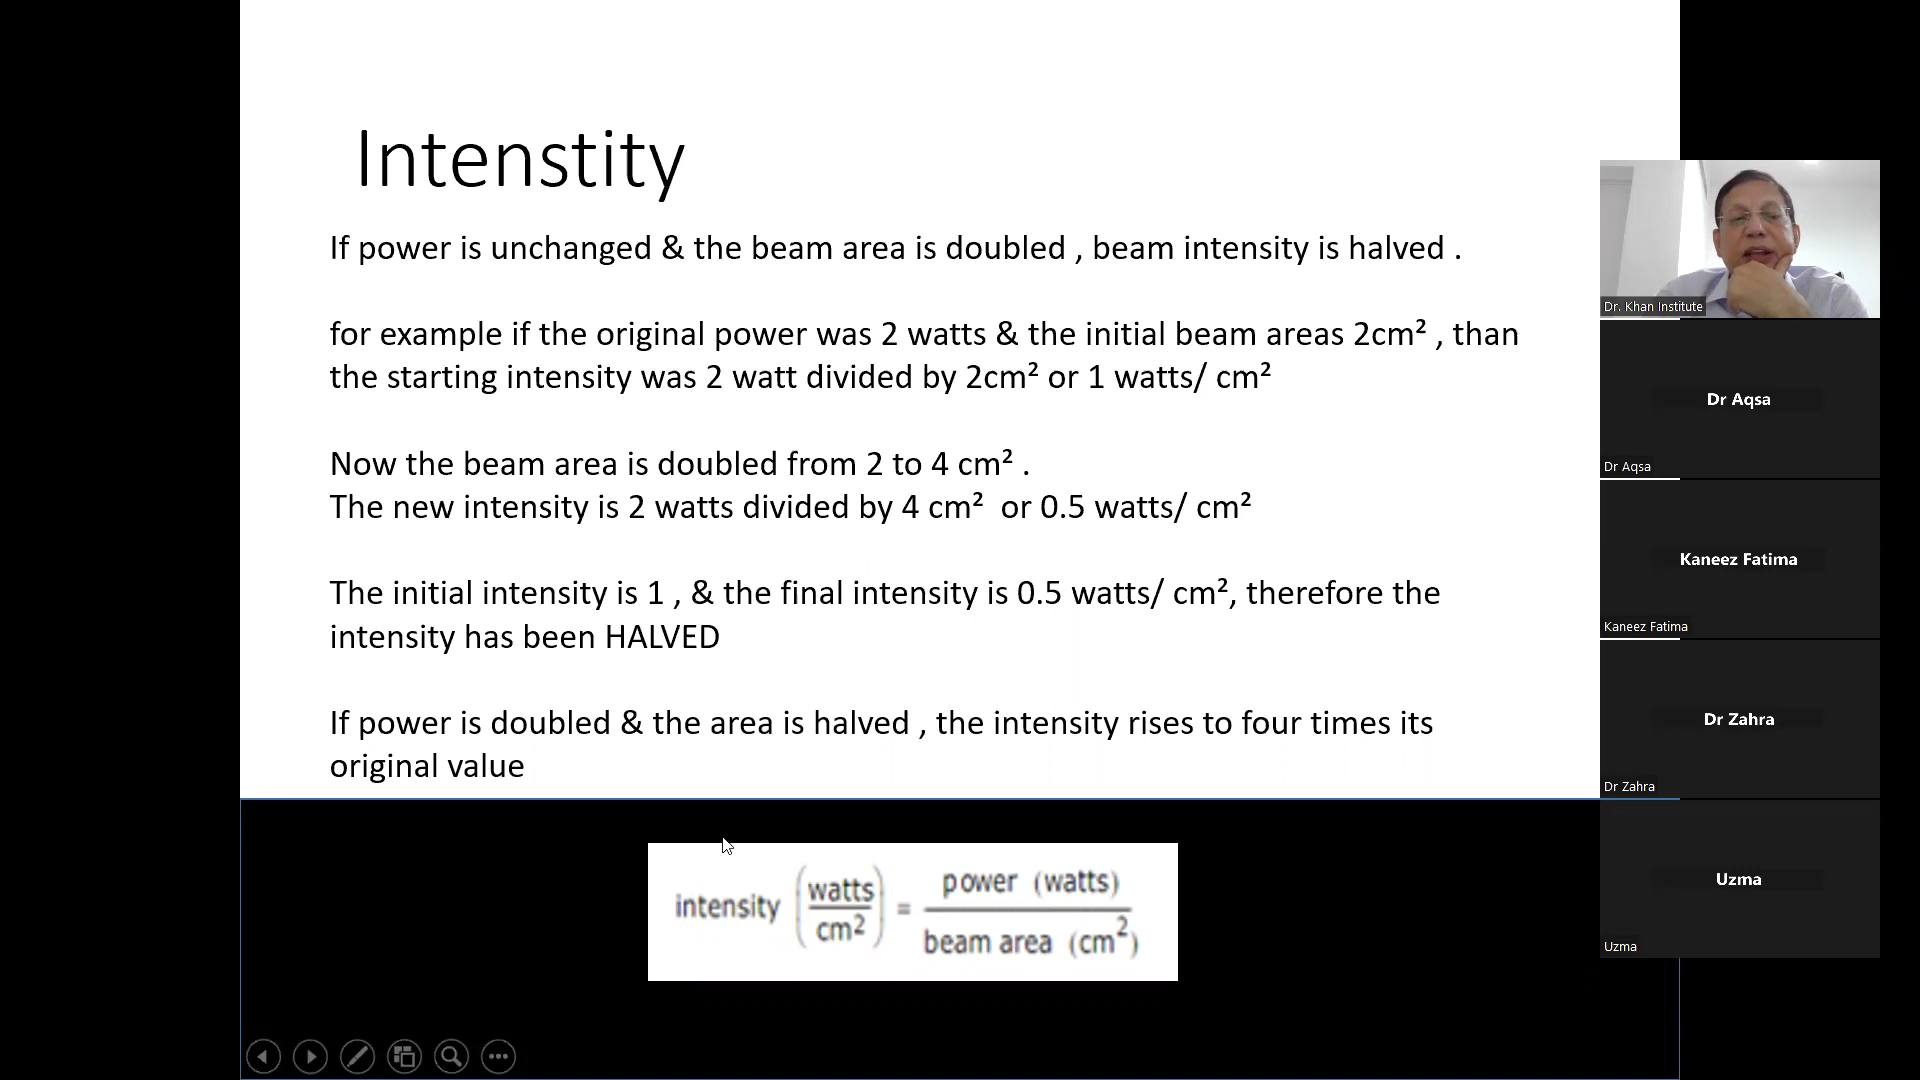 Intenstity
If power is unchanged & the beam area is doubled , beam intensity is halved .
for example if the original power was 2 watts & the initial beam areas 2cm² , than
the starting intensity was 2 watt divided by 2cm² or 1 watts/ cm²
Now the beam area is doubled from 2 to 4 cm² .
The new intensity is 2 watts divided by 4 cm² or 0.5 watts/ cm²
The initial intensity is 1 , & the final intensity is 0.5 watts/ cm², therefore the
intensity has been HALVED
If power is doubled & the area is halved , the intensity rises to four times its
original value
intensity (watts/cm²) = power (watts) / beam area (cm²)
Dr. Khan Institute
Dr Aqsa
Dr Aqsa
Kaneez Fatima
Kaneez Fatima
Dr Zahra
Dr Zahra
Uzma
Uzma